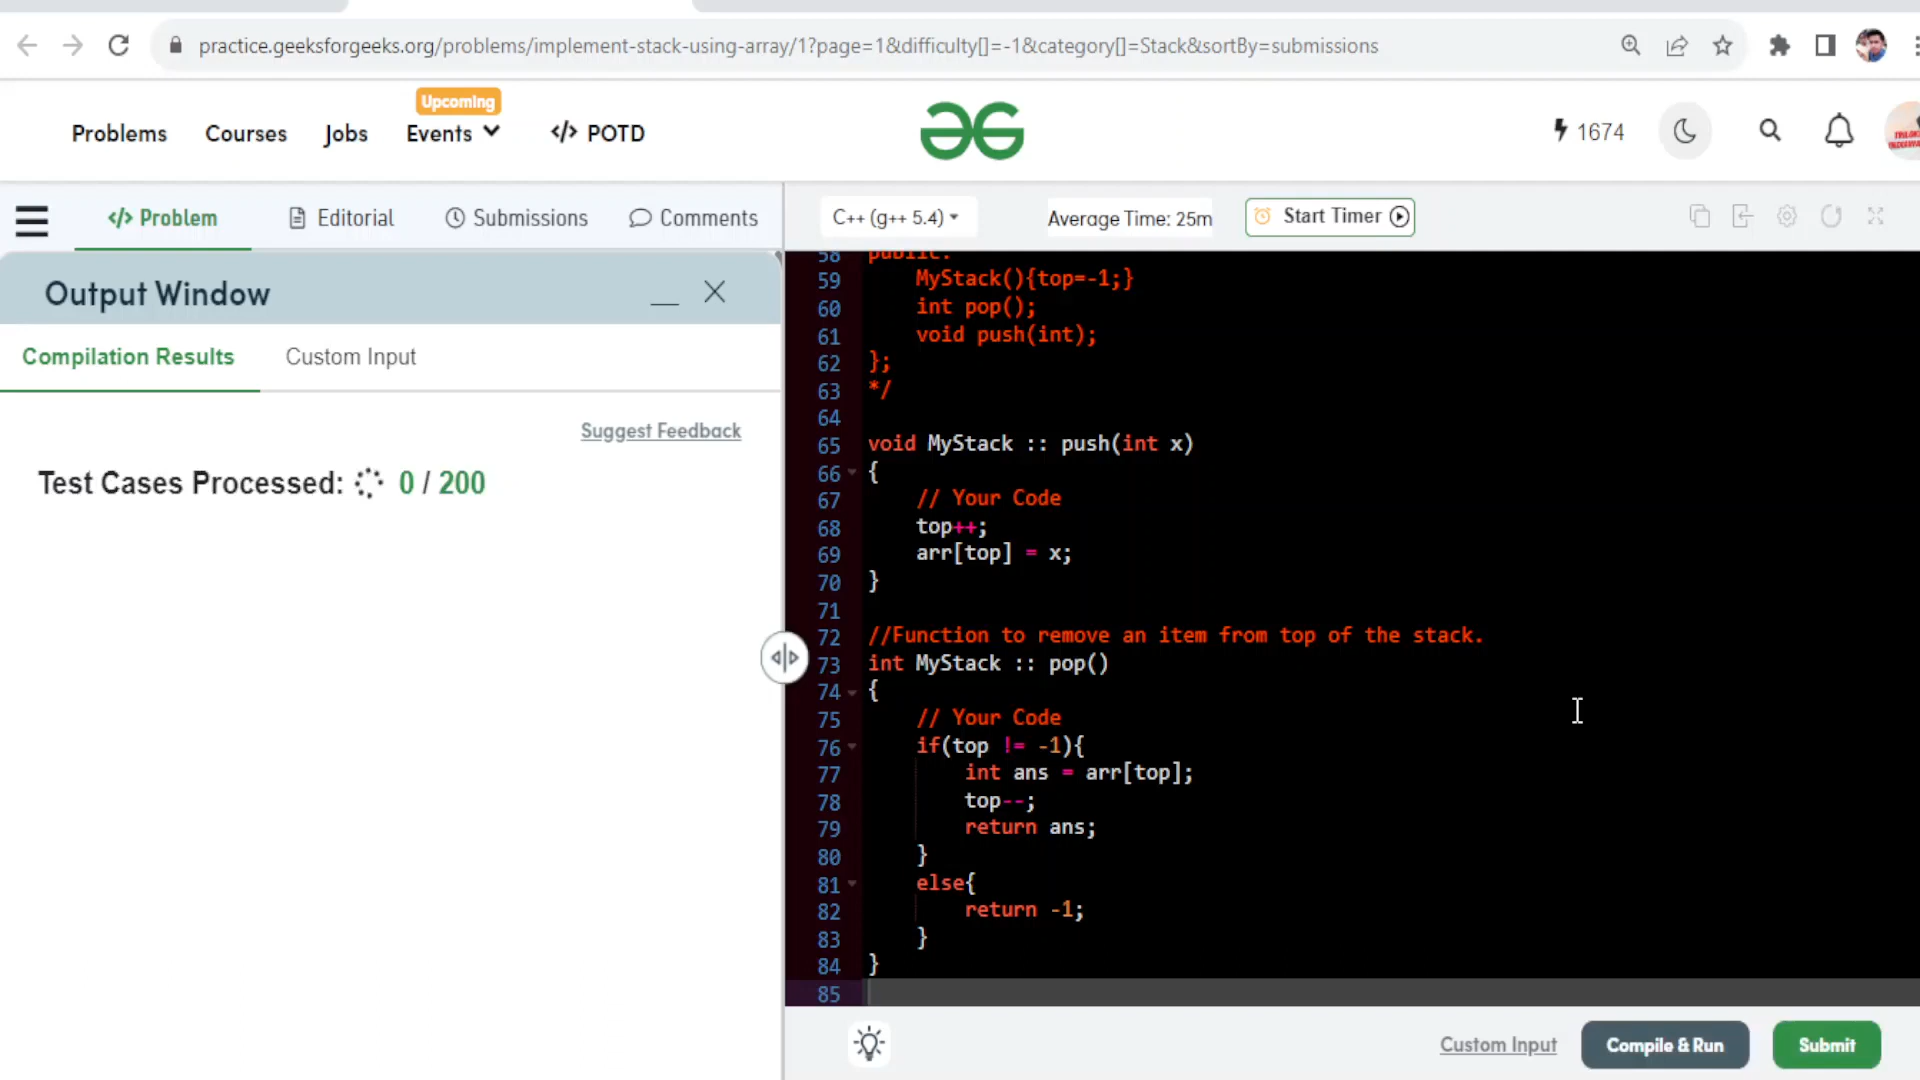 practice.geeksforgeeks.org/problems/implement-stack-using-array/1?page=1&difficulty[]=-1&category[]=Stack&sortBy=submissions
Problems
Courses
Jobs
Upcoming
Events
</> POTD
1674
</> Problem
Editorial
Submissions
Comments
C++ (g++ 5.4)
Average Time: 25m
Start Timer
Output Window
Compilation Results
Custom Input
Suggest Feedback
Test Cases Processed: 0 / 200
58 public:
59 MyStack(){top=-1;}
60 int pop();
61 void push(int);
62 };
63 */
64
65 void MyStack :: push(int x)
66 {
67 // Your Code
68 top++;
69 arr[top] = x;
70 }
71
72 //Function to remove an item from top of the stack.
73 int MyStack :: pop()
74 {
75 // Your Code
76 if(top != -1){
77 int ans = arr[top];
78 top--;
79 return ans;
80 }
81 else{
82 return -1;
83 }
84 }
85
Custom Input
Compile & Run
Submit